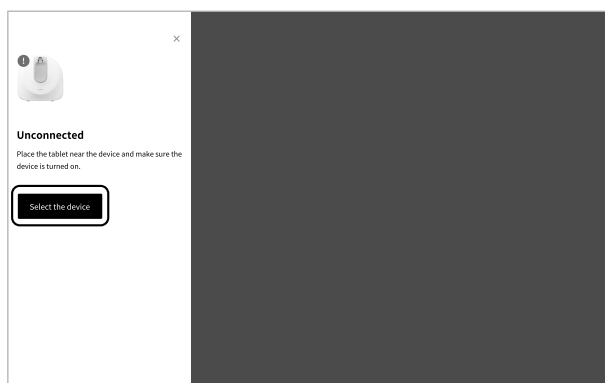 Unconnected
Place the tablet near the device and make sure the
device is turned on.
Select the device